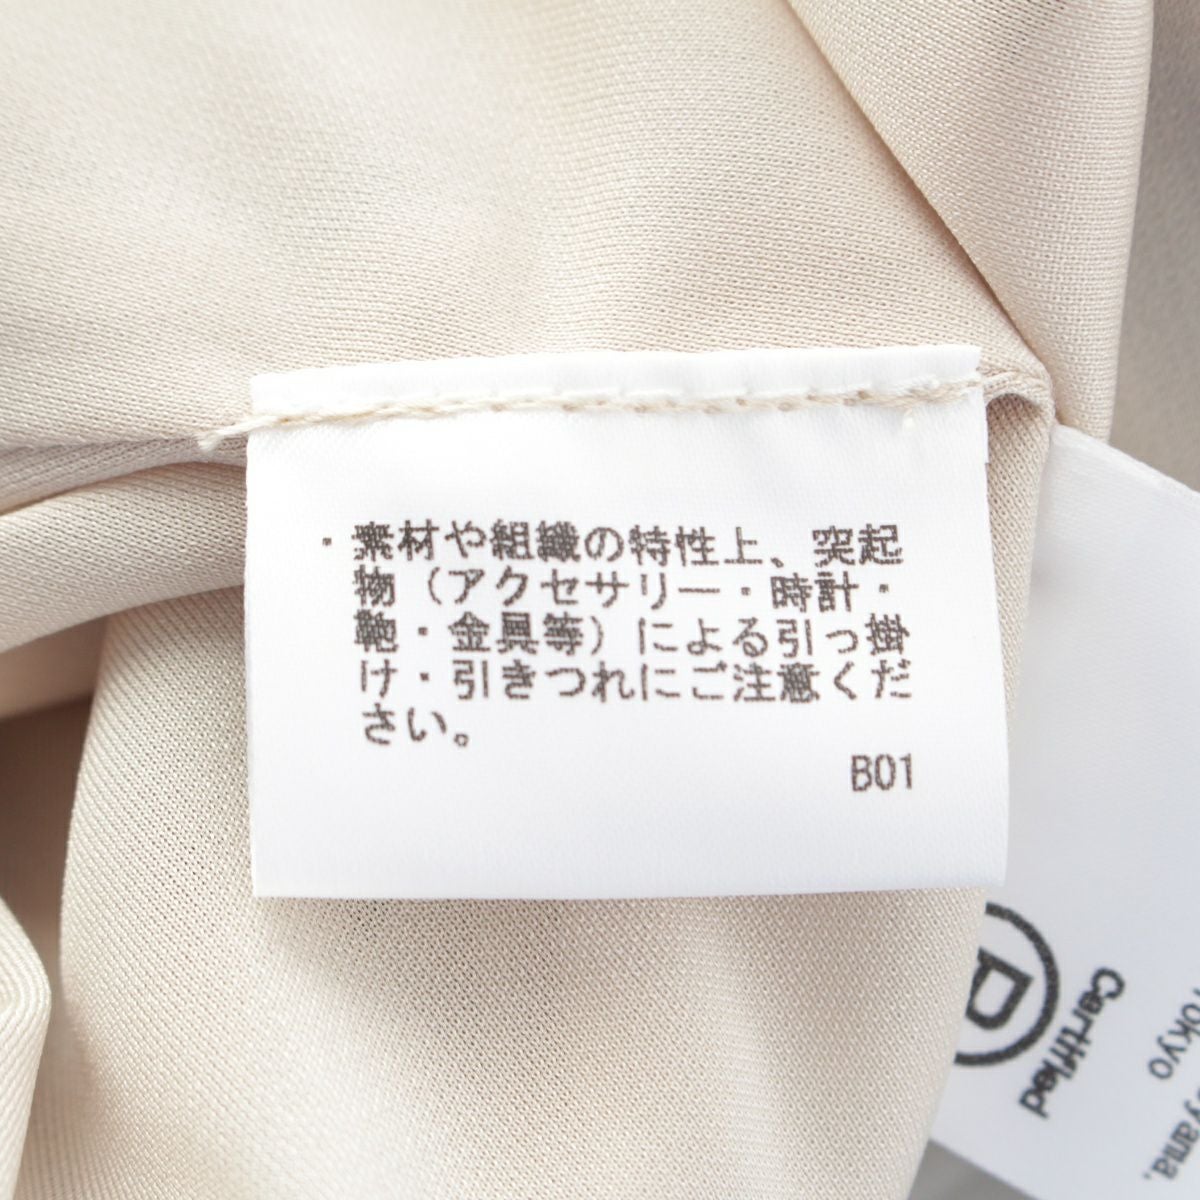 ・素材や組織の特性上、突起
物（アクセサリー・時計・
鞄・金具等）による引っ掛
け・引きつれにご注意くだ
さい。
B01
Certified
Tokyo